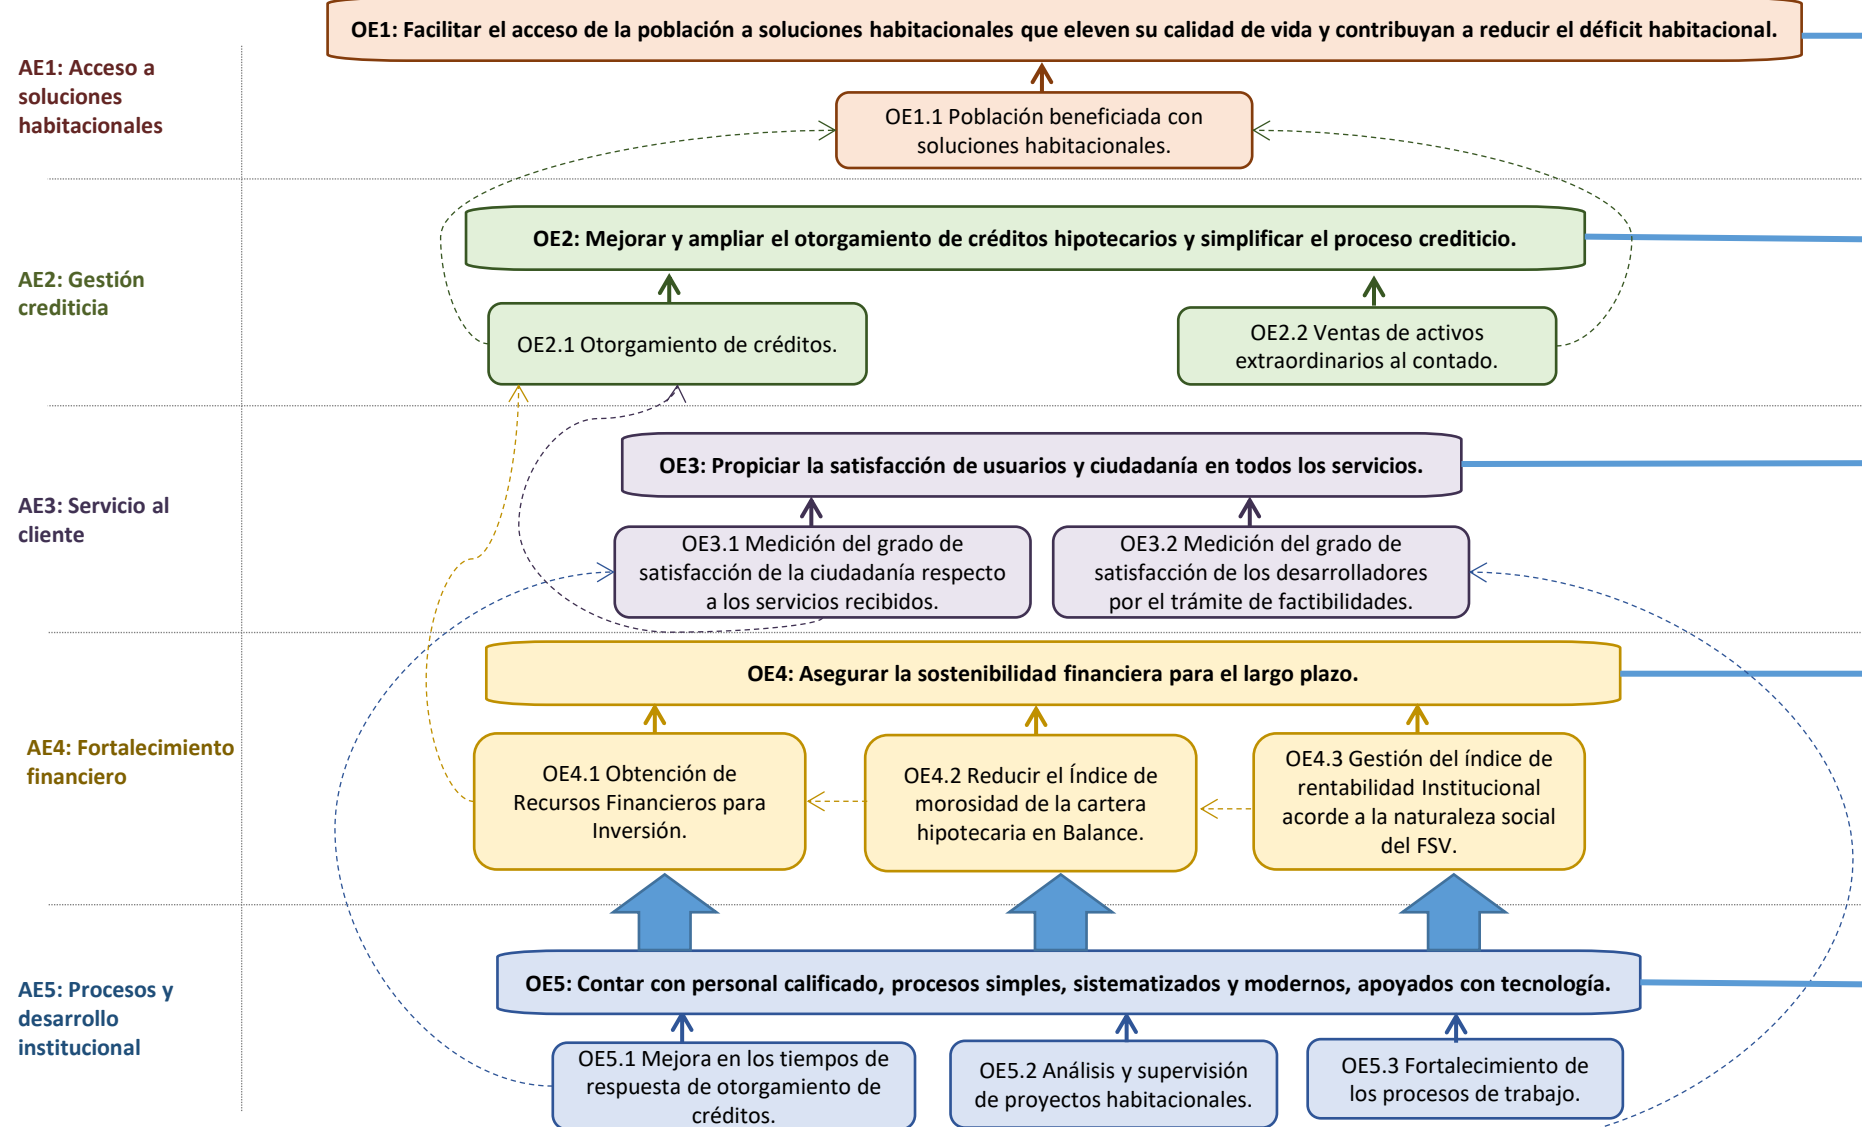 OE1: Facilitar el acceso de la población a soluciones habitacionales que eleven su calidad de vida y contribuyan a reducir el déficit habitacional.
AE1: Acceso a
soluciones
habitacionales
OE1.1 Población beneficiada con
soluciones habitacionales.
OE2: Mejorar y ampliar el otorgamiento de créditos hipotecarios y simplificar el proceso crediticio.
AE2: Gestión
crediticia
OE2.1 Otorgamiento de créditos.
OE2.2 Ventas de activos
extraordinarios al contado.
OE3: Propiciar la satisfacción de usuarios y ciudadanía en todos los servicios.
AE3: Servicio al
cliente
OE3.1 Medición del grado de
satisfacción de la ciudadanía respecto
a los servicios recibidos.
OE3.2 Medición del grado de
satisfacción de los desarrolladores
por el trámite de factibilidades.
OE4: Asegurar la sostenibilidad financiera para el largo plazo.
AE4: Fortalecimiento
financiero
OE4.1 Obtención de
Recursos Financieros para
Inversión.
OE4.2 Reducir el Índice de
morosidad de la cartera
hipotecaria en Balance.
OE4.3 Gestión del índice de
rentabilidad Institucional
acorde a la naturaleza social
del FSV.
OE5: Contar con personal calificado, procesos simples, sistematizados y modernos, apoyados con tecnología.
AE5: Procesos y
desarrollo
institucional
OE5.1 Mejora en los tiempos de
respuesta de otorgamiento de
créditos.
OE5.2 Análisis y supervisión
de proyectos habitacionales.
OE5.3 Fortalecimiento de
los procesos de trabajo.